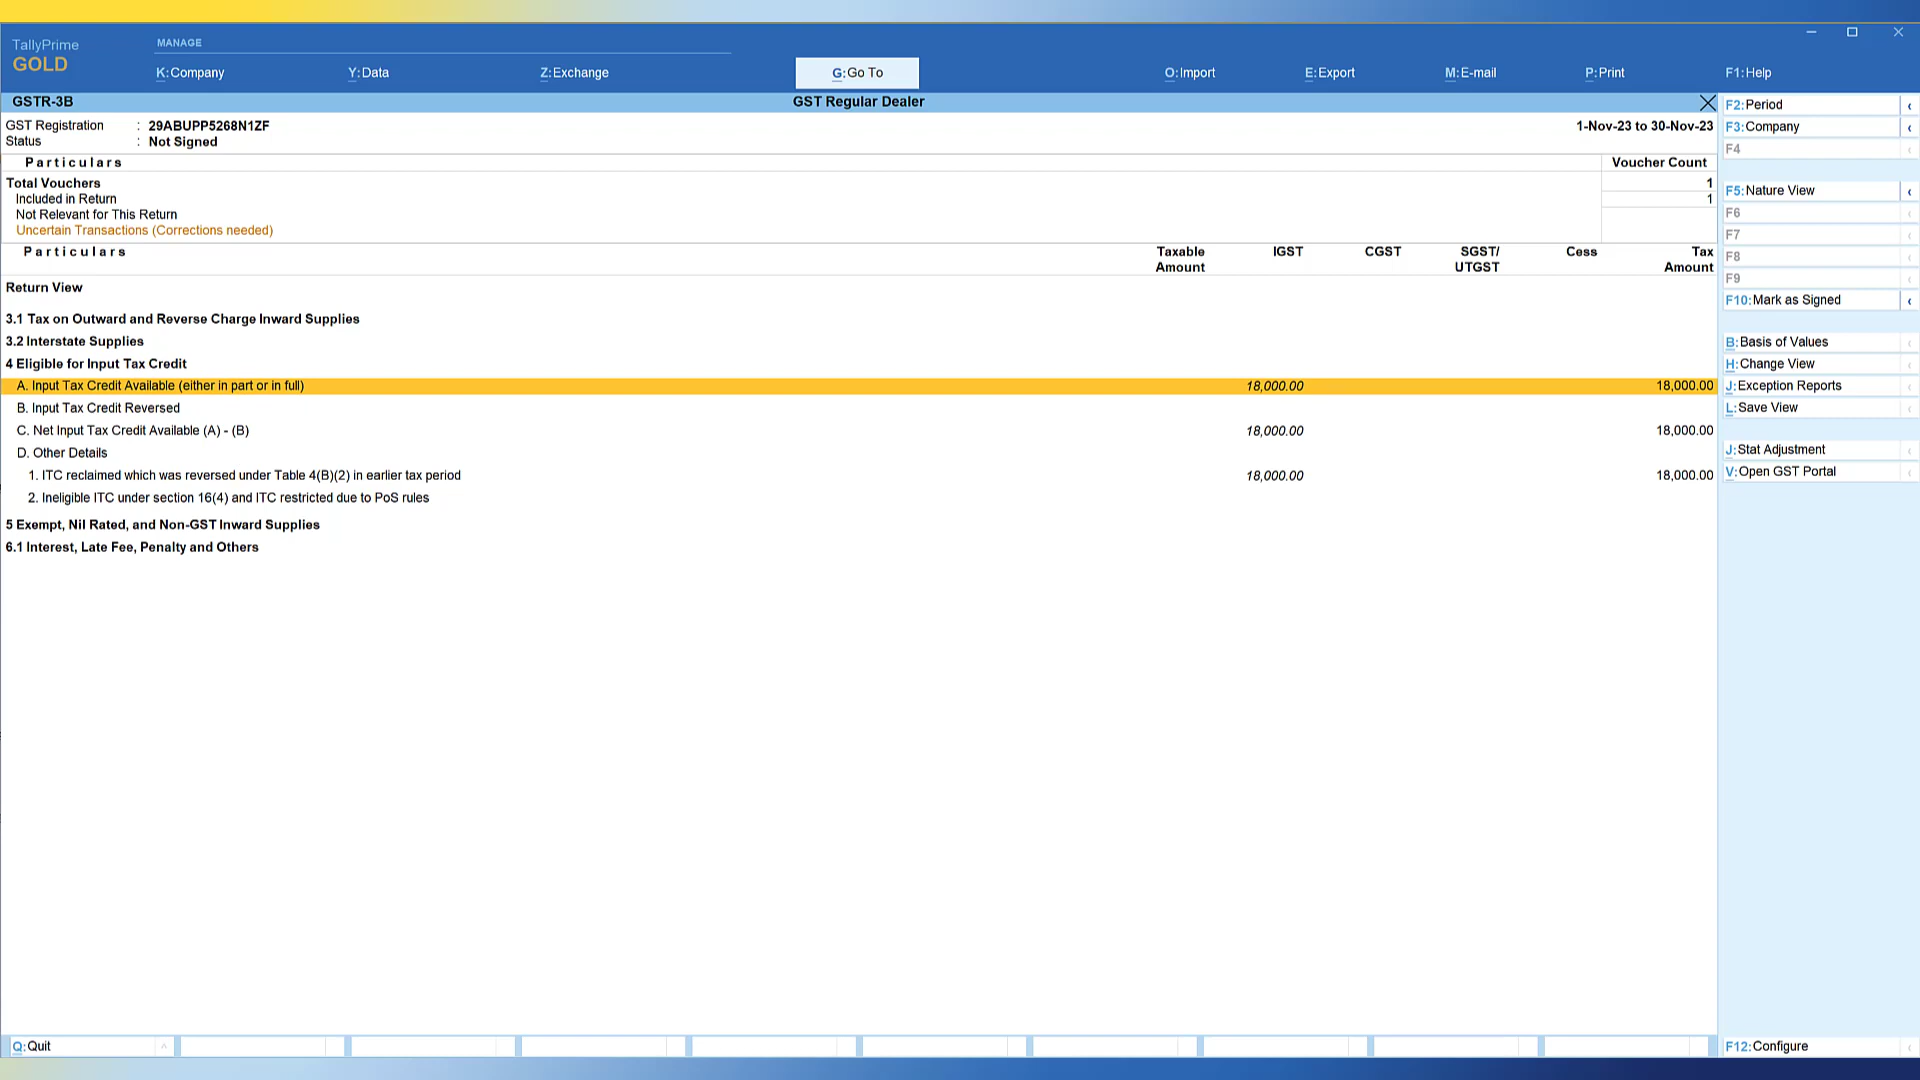 TallyPrime
GOLD
MANAGE
K:Company Y:Data Z:Exchange G:Go To O:Import E:Export M:E-mail P:Print F1:Help
GSTR-3B GST Regular Dealer
GST Registration : 29ABUPP5268N1ZF 1-Nov-23 to 30-Nov-23
Status : Not Signed
Particulars Voucher Count
Total Vouchers 1
Included in Return 1
Not Relevant for This Return
Uncertain Transactions (Corrections needed)
Particulars Taxable Amount IGST CGST SGST/ UTGST Cess Tax Amount
Return View
3.1 Tax on Outward and Reverse Charge Inward Supplies
3.2 Interstate Supplies
4 Eligible for Input Tax Credit
A. Input Tax Credit Available (either in part or in full) 18,000.00 18,000.00
B. Input Tax Credit Reversed
C. Net Input Tax Credit Available (A) - (B) 18,000.00 18,000.00
D. Other Details
1. ITC reclaimed which was reversed under Table 4(B)(2) in earlier tax period 18,000.00 18,000.00
2. Ineligible ITC under section 16(4) and ITC restricted due to PoS rules
5 Exempt, Nil Rated, and Non-GST Inward Supplies
6.1 Interest, Late Fee, Penalty and Others
F2:Period
F3:Company
F4
F5:Nature View
F6
F7
F8
F9
F10:Mark as Signed
B:Basis of Values
H:Change View
J:Exception Reports
L:Save View
J:Stat Adjustment
V:Open GST Portal
Q:Quit
F12:Configure